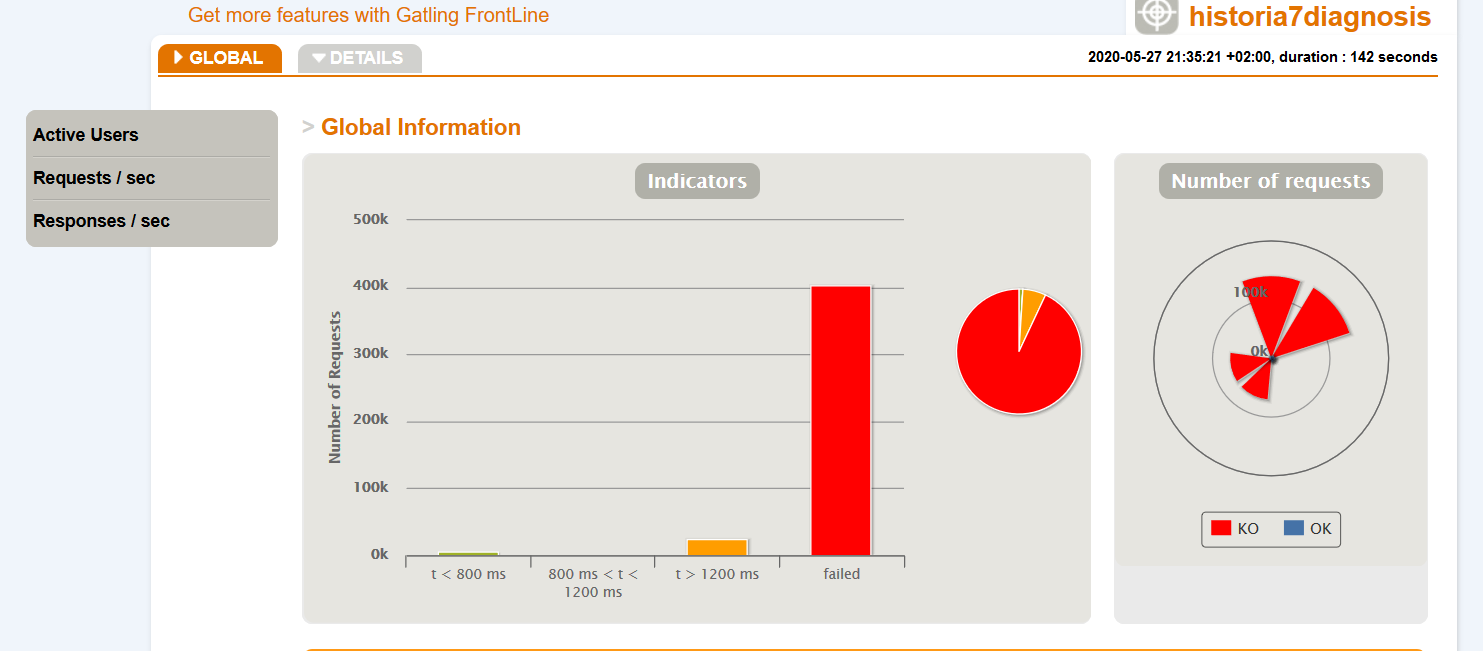 Get more features with Gatling FrontLine
historia7diagnosis
GLOBAL
DETAILS
2020-05-27 21:35:21 +02:00, duration : 142 seconds
Active Users
Requests / sec
Responses / sec
> Global Information
Indicators
500k
400k
300k
200k
100k
0k
Number of Requests
t < 800 ms
800 ms < t <
1200 ms
t > 1200 ms
failed
Number of requests
100k
0k
KO
OK